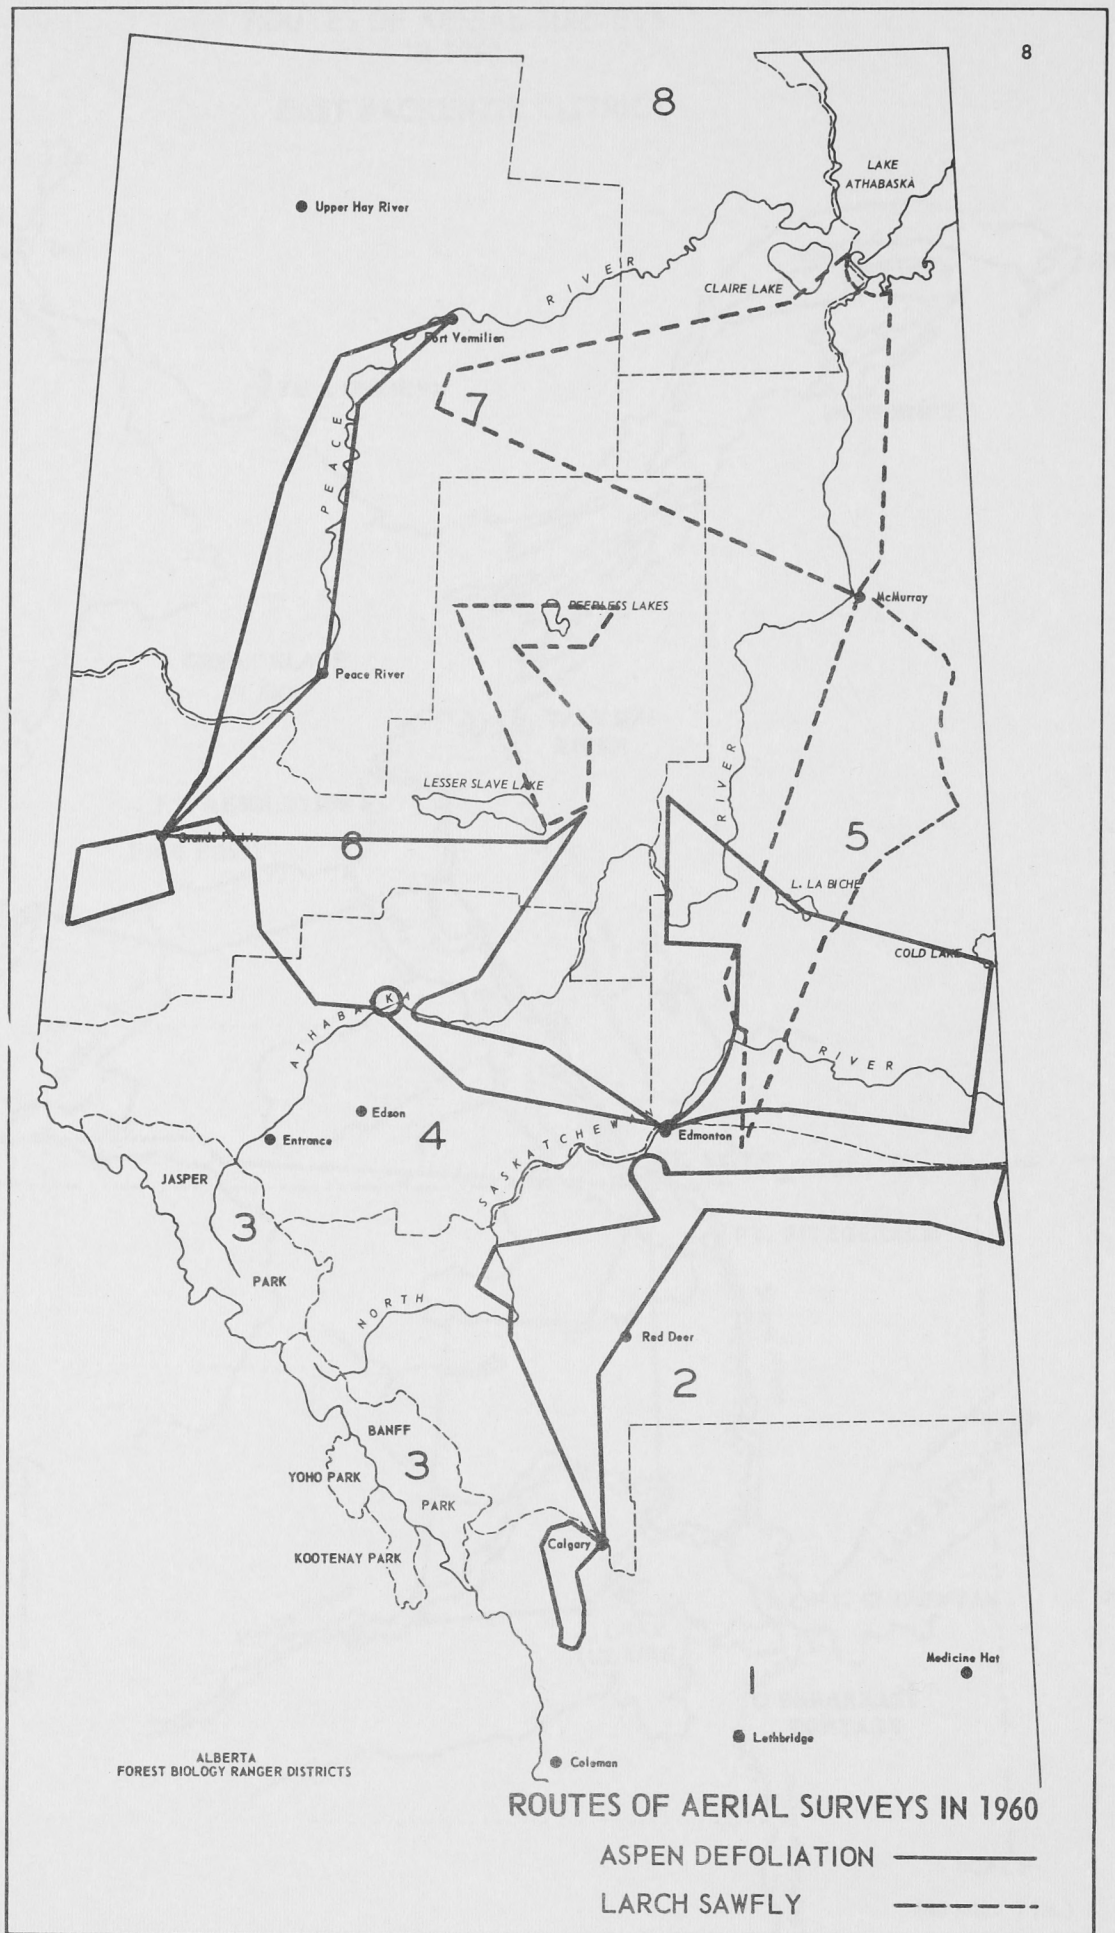 8
8
LAKE
ATHABASKA
Upper Hay River
RIVER
CLAIRE LAKE
Fort Vermilion
7
PEACE
McMurray
PEERLESS LAKES
Peace River
RIVER
LESSER SLAVE LAKE
Grande Prairie
6
5
L. LA BICHE
COLD LAKE
ATHABASKA
RIVER
Edson
Entrance
4
SASKATCHEWAN
Edmonton
JASPER
3
PARK
NORTH
Red Deer
2
BANFF
3
YOHO PARK
PARK
Calgary
KOOTENAY PARK
Medicine Hat
1
Lethbridge
Coleman
ALBERTA
FOREST BIOLOGY RANGER DISTRICTS
ROUTES OF AERIAL SURVEYS IN 1960
ASPEN DEFOLIATION
LARCH SAWFLY